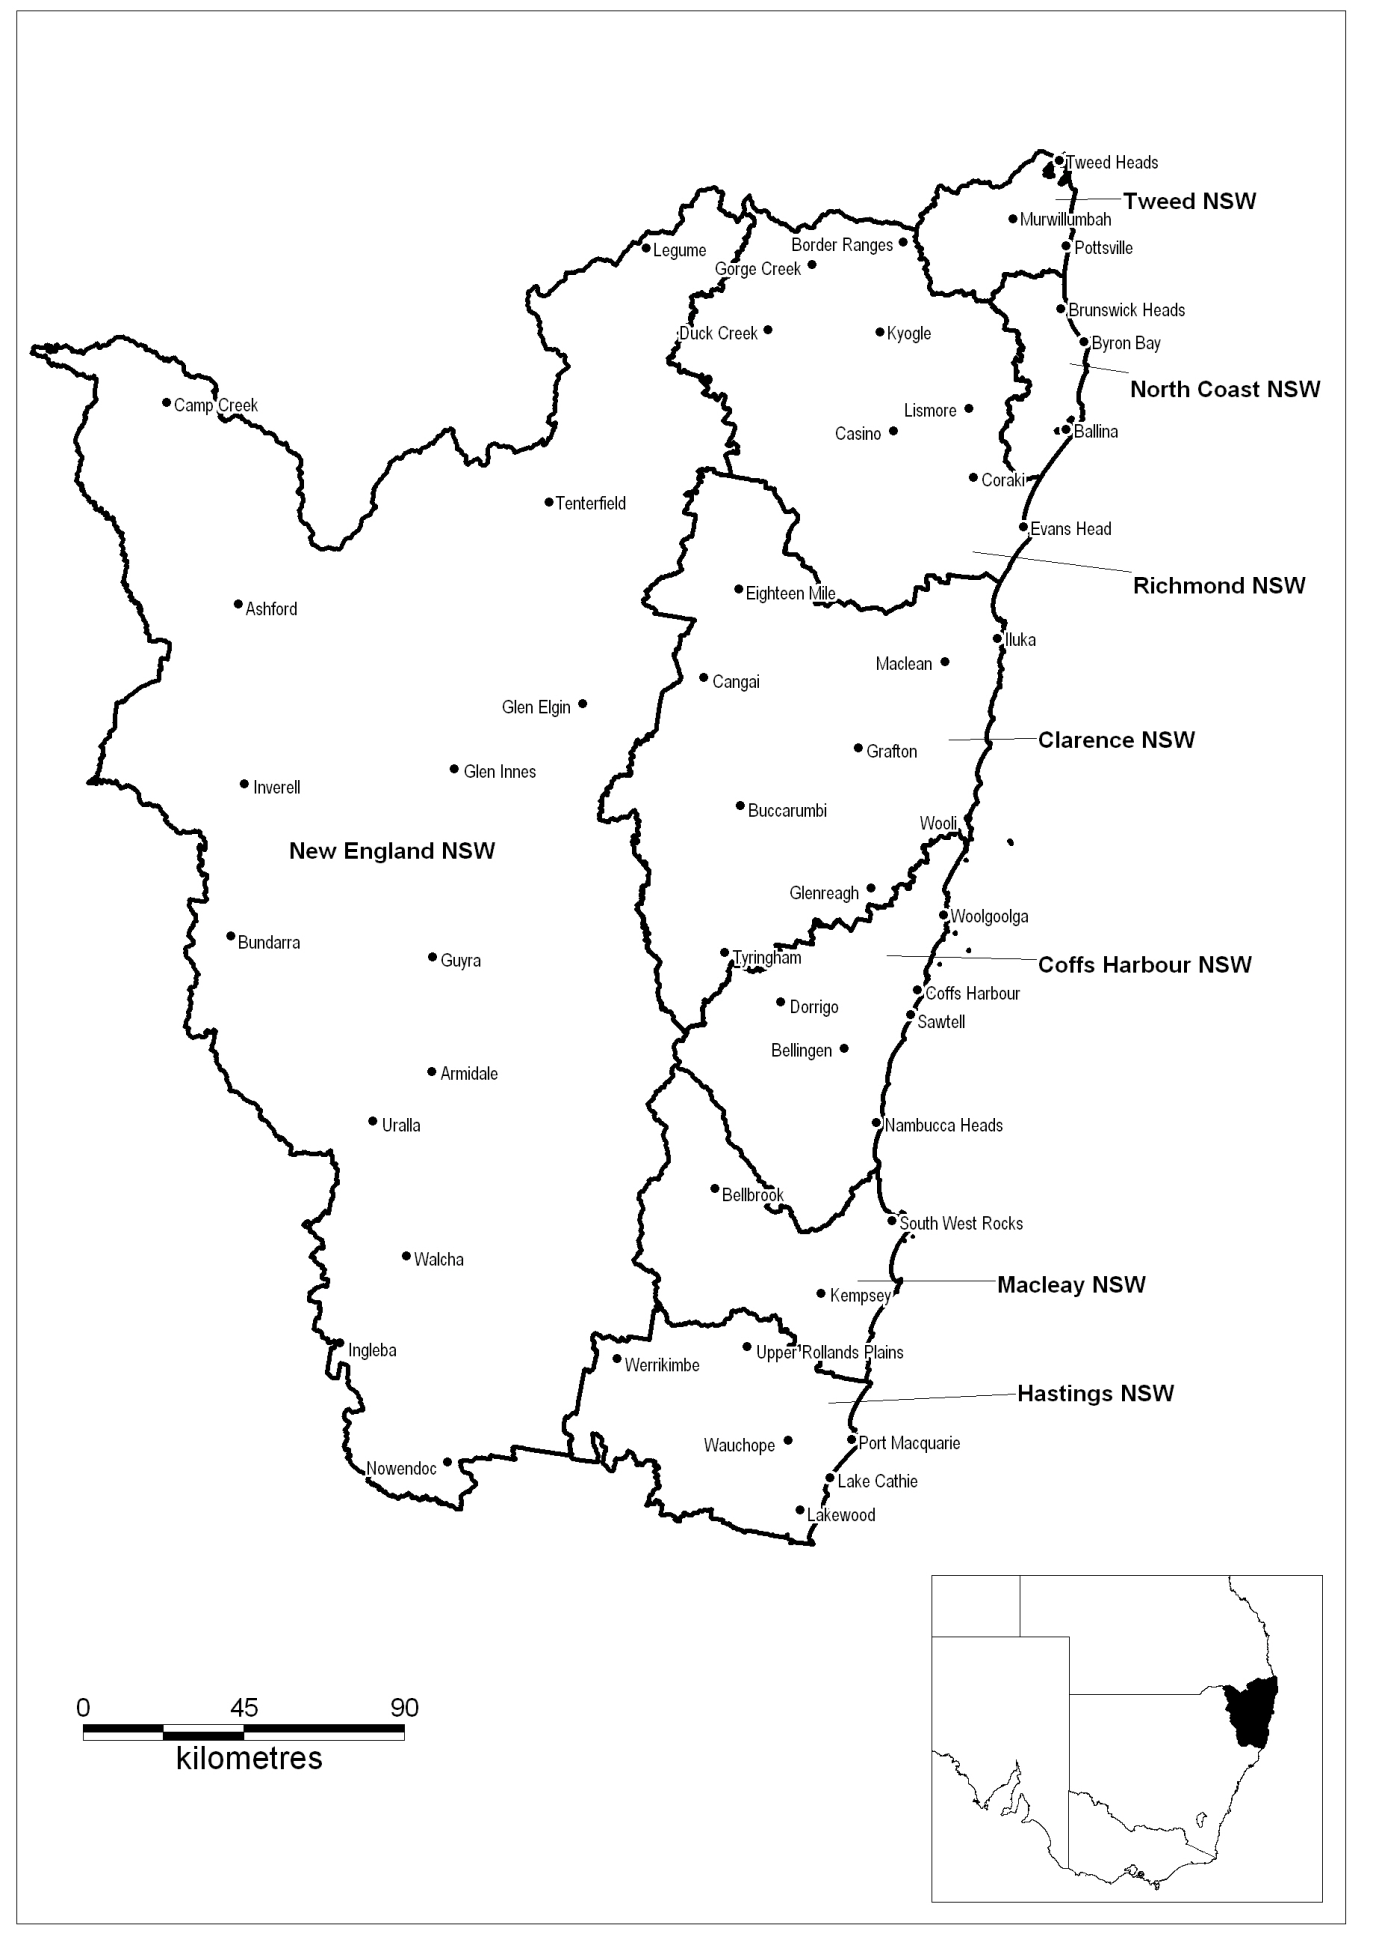 Tweed Heads
Tweed NSW
Murwillumbah
Border Ranges
Pottsville
Legume
Gorge Creek
Brunswick Heads
Duck Creek
Kyogle
Byron Bay
North Coast NSW
Camp Creek
Lismore
Casino
Ballina
Coraki
Tenterfield
Evans Head
Richmond NSW
Eighteen Mile
Ashford
Iluka
Maclean
Cangai
Glen Elgin
Clarence NSW
Grafton
Glen Innes
Inverell
Buccarumbi
Wooli
New England NSW
Glenreagh
Woolgoolga
Bundarra
Tyringham
Guyra
Coffs Harbour NSW
Coffs Harbour
Dorrigo
Sawtell
Bellingen
Armidale
Uralla
Nambucca Heads
Bellbrook
South West Rocks
Walcha
Macleay NSW
Kempsey
Ingleba
Upper Rollands Plains
Werrikimbe
Hastings NSW
Wauchope
Port Macquarie
Nowendoc
Lake Cathie
Lakewood
0 45 90
kilometres